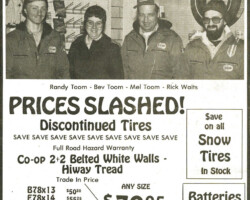 Randy Toom - Bev Toom - Mel Toom - Rick Watts
PRICES SLASHED!
Discontinued Tires
SAVE SAVE SAVE SAVE SAVE SAVE SAVE SAVE
Full Road Hazard Warranty
Co-op 2+2 Belted White Walls -
Hiway Tread
Trade In Price
B78x13
E78x14
ANY SIZE
Save
on all
Snow
Tires
In Stock
Batteries